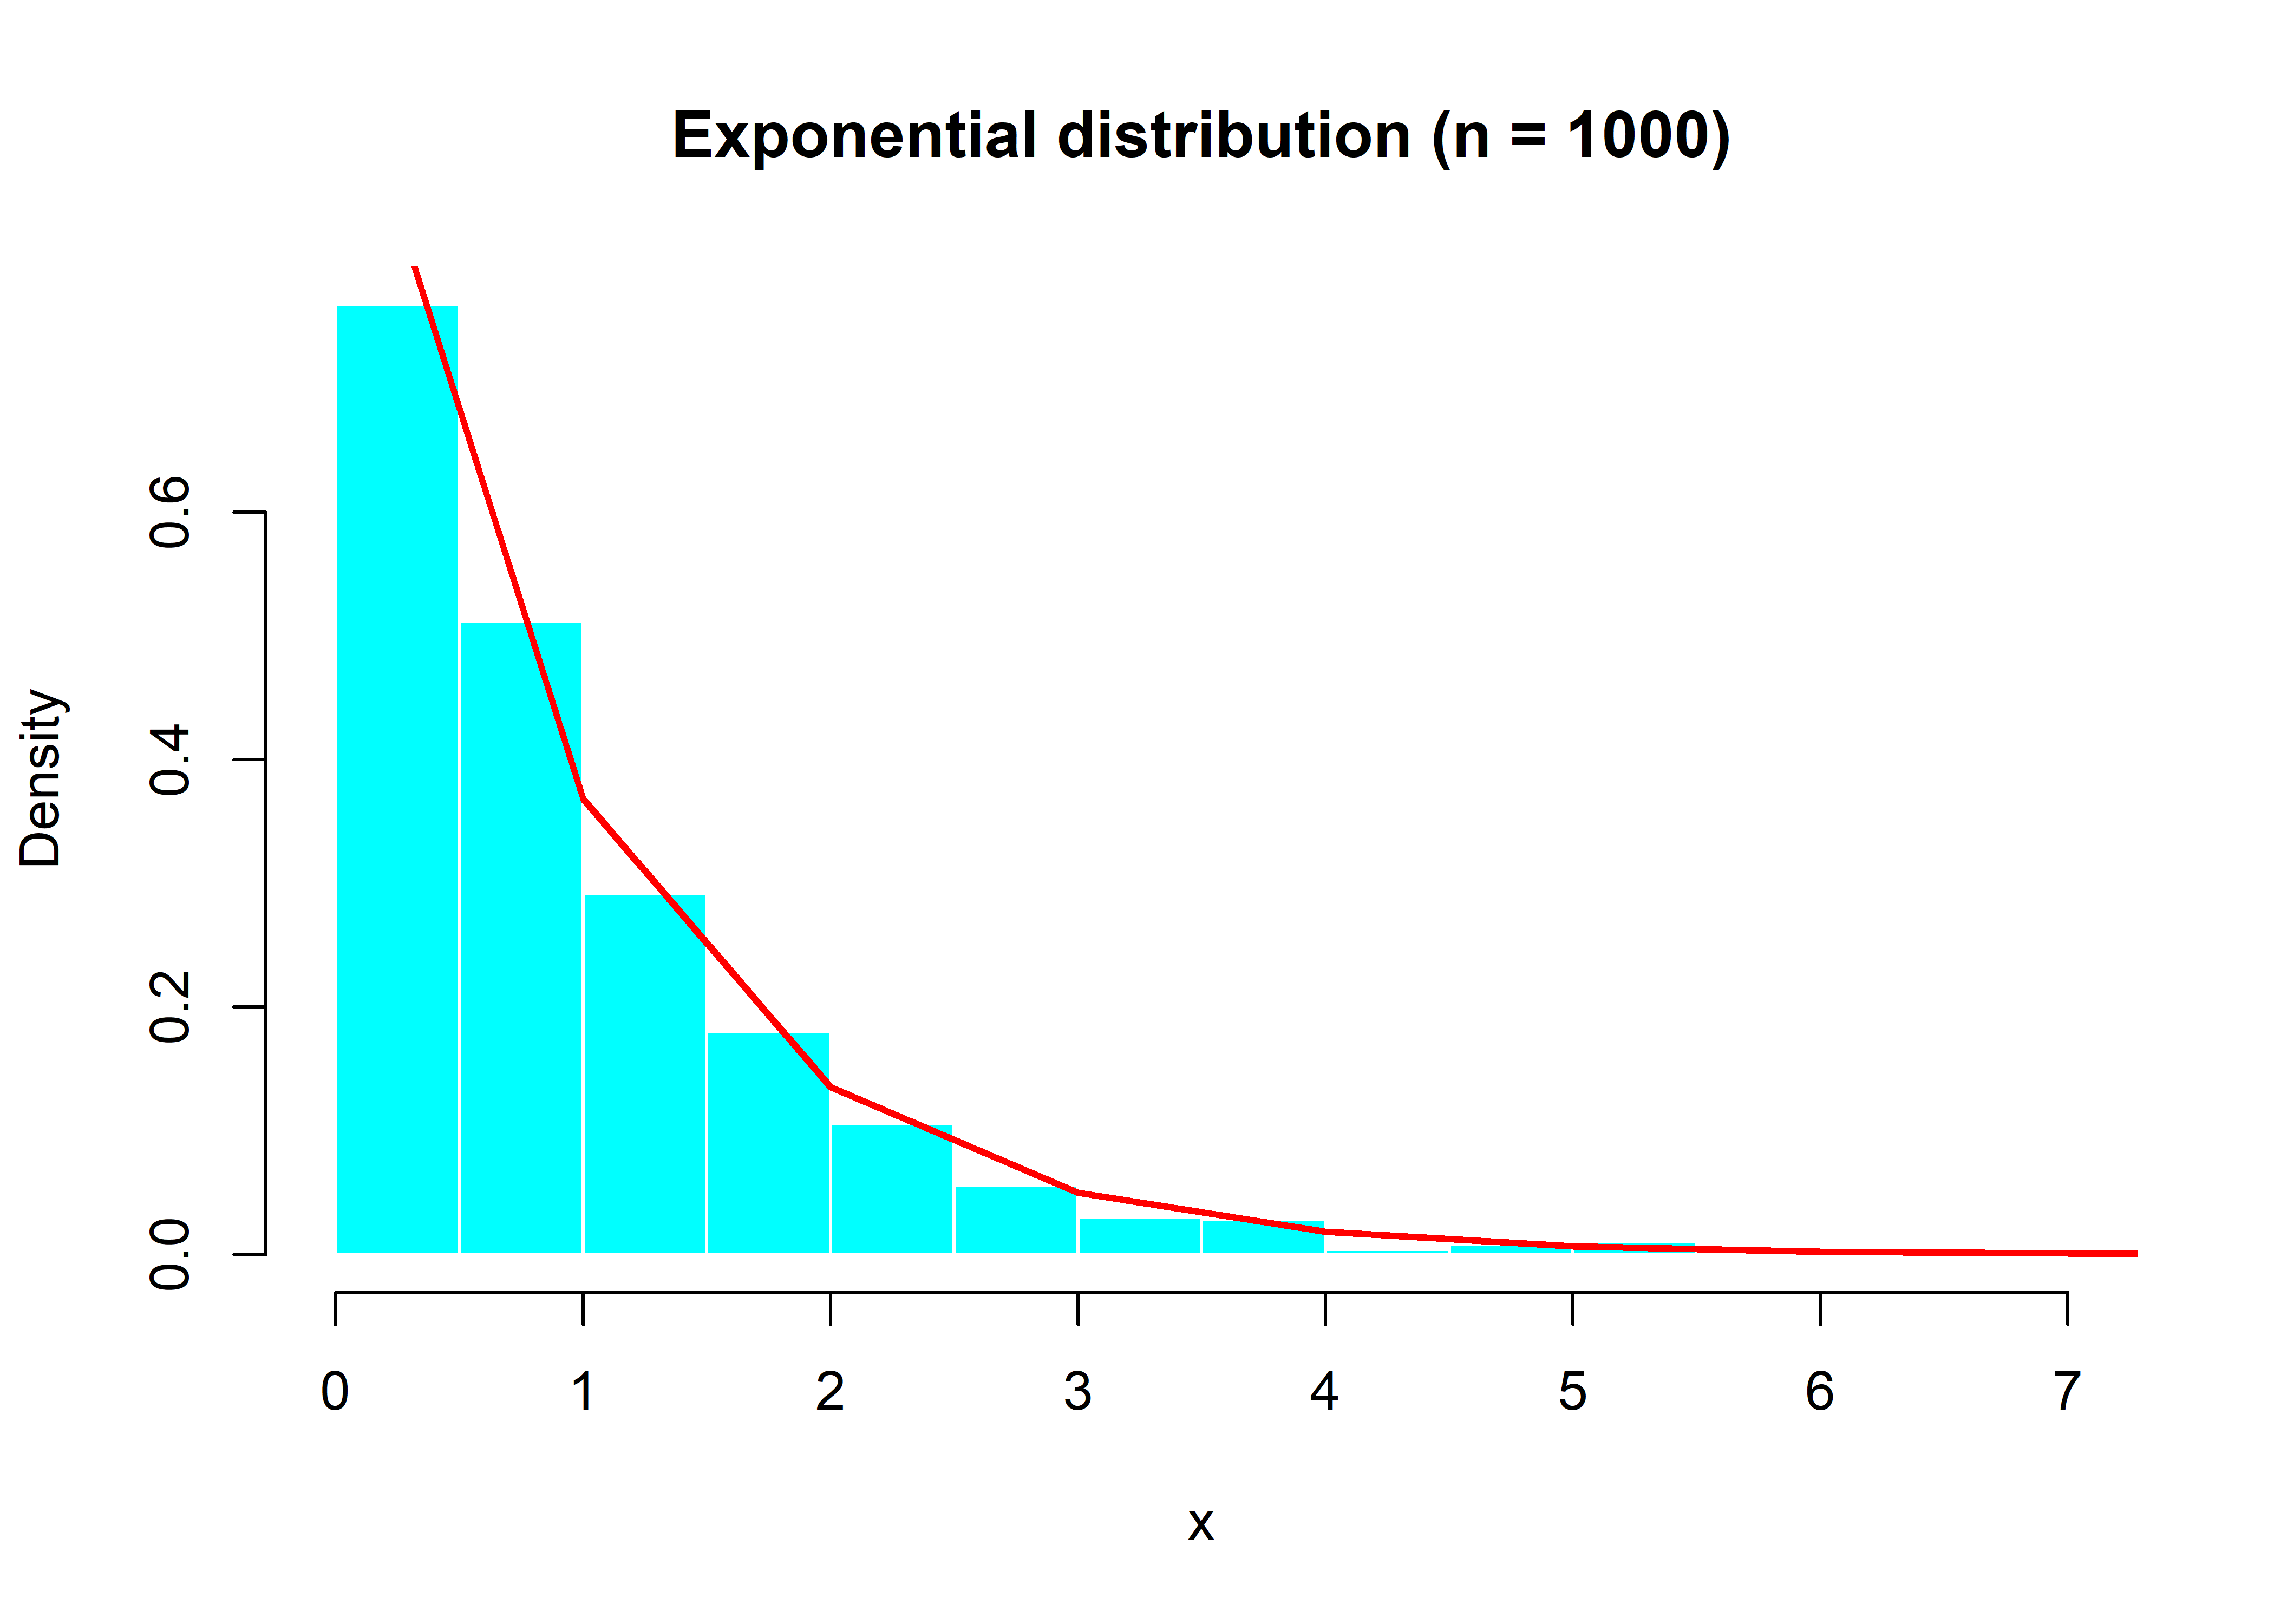 Exponential distribution (n = 1000)
Density
0.6
0.4
0.2
0.0
0 1 2 3 4 5 6 7
x